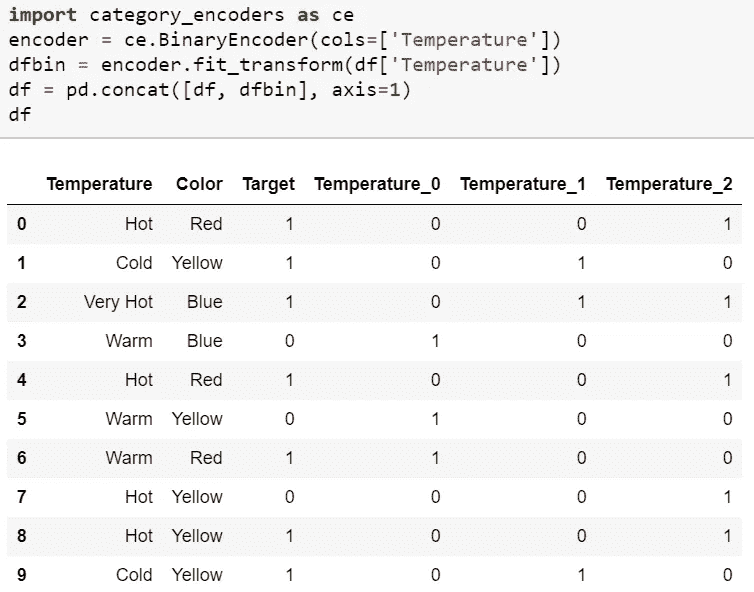 import category_encoders as ce
encoder = ce.BinaryEncoder(cols=['Temperature'])
dfbin = encoder.fit_transform(df['Temperature'])
df = pd.concat([df, dfbin], axis=1)
df
Temperature Color Target Temperature_0 Temperature_1 Temperature_2
0 Hot Red 1 0 0 1
1 Cold Yellow 1 0 1 0
2 Very Hot Blue 1 0 1 1
3 Warm Blue 0 1 0 0
4 Hot Red 1 0 0 1
5 Warm Yellow 0 1 0 0
6 Warm Red 1 1 0 0
7 Hot Yellow 0 0 0 1
8 Hot Yellow 1 0 0 1
9 Cold Yellow 1 0 1 0